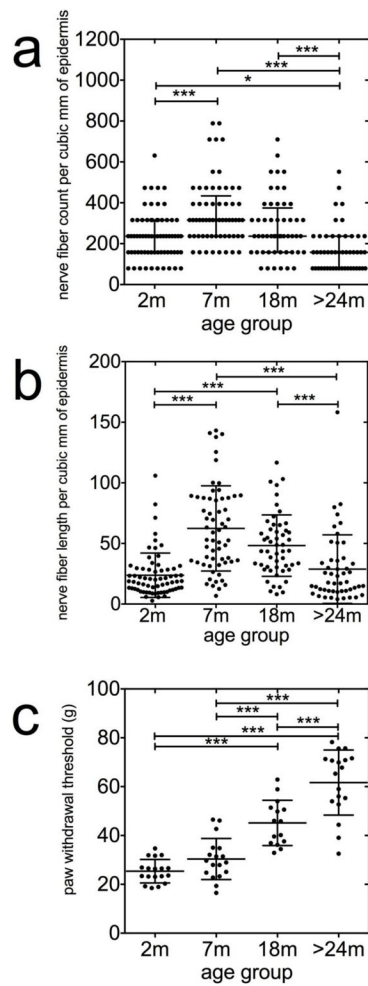 a
nerve fiber count per cubic mm of epidermis
1200
1000
800
600
400
200
0
***
***
*
***
2m 7m 18m >24m
age group
b
nerve fiber length per cubic mm of epidermis
200
150
100
50
0
***
***
*** ***
2m 7m 18m >24m
age group
c
paw withdrawal threshold (g)
100
80
60
40
20
0
***
***
***
***
***
2m 7m 18m >24m
age group